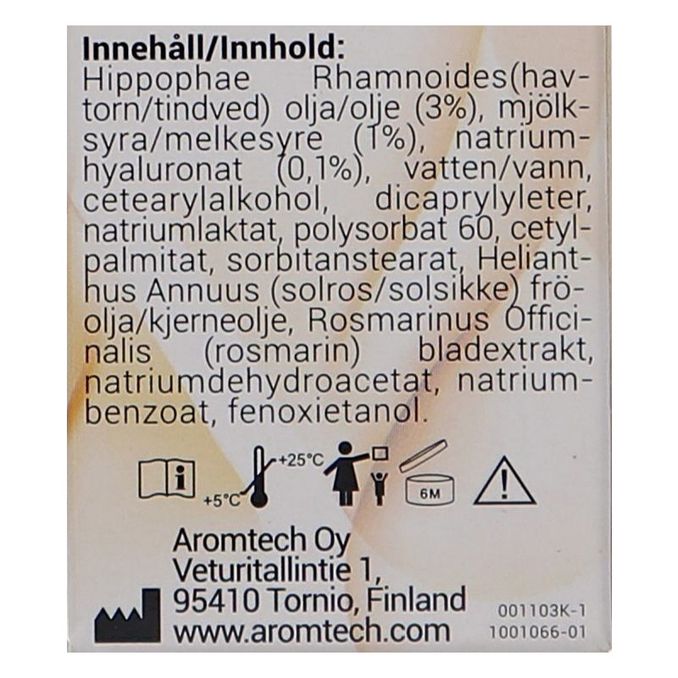 Innehåll/Innhold:
Hippophae Rhamnoides(hav-
torn/tindved) olja/olje (3%), mjölk-
syra/melkesyre (1%), natrium-
hyaluronat (0,1%), vatten/vann,
cetearylalkohol, dicaprylyleter,
natriumlaktat, polysorbat 60, cetyl-
palmitat, sorbitanstearat, Helianт-
hus Annuus (solros/solsikke) frö-
olja/kjerneolje, Rosmarinus Offici-
nalis (rosmarin) bladextrakt,
natriumdehydroacetat, natrium-
benzoat, fenoxietanol.
+5°C +25°C 6M
Aromtech Oy
Veturitallintie 1,
95410 Tornio, Finland
www.aromtech.com
001103K-1
1001066-01